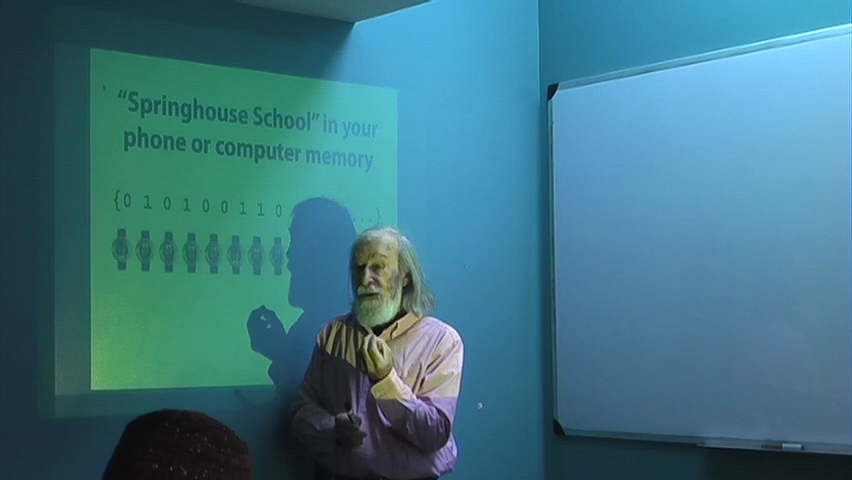 “Springhouse School” in your
phone or computer memory
{0 1 0 1 0 0 1 1 0 ...}